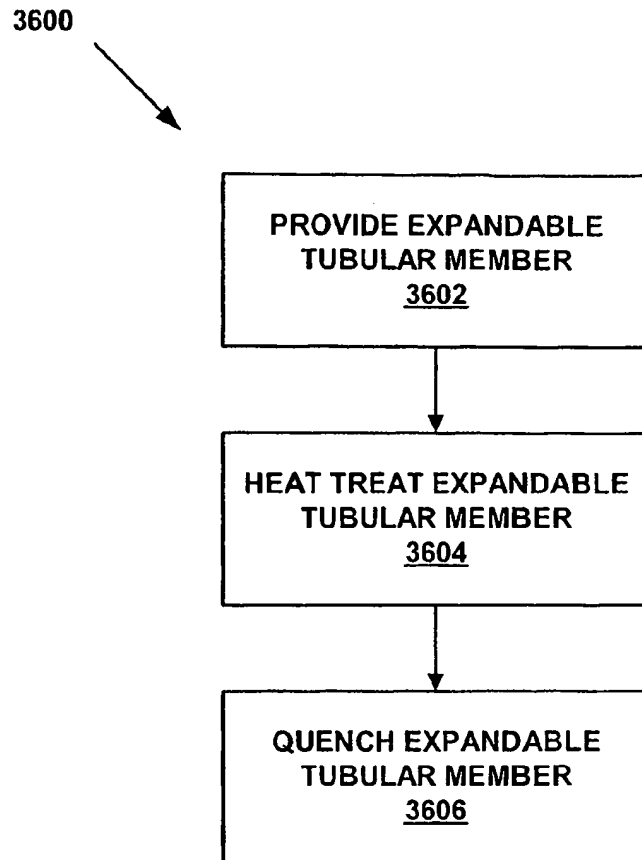 3600
PROVIDE EXPANDABLE
TUBULAR MEMBER
3602
HEAT TREAT EXPANDABLE
TUBULAR MEMBER
3604
QUENCH EXPANDABLE
TUBULAR MEMBER
3606